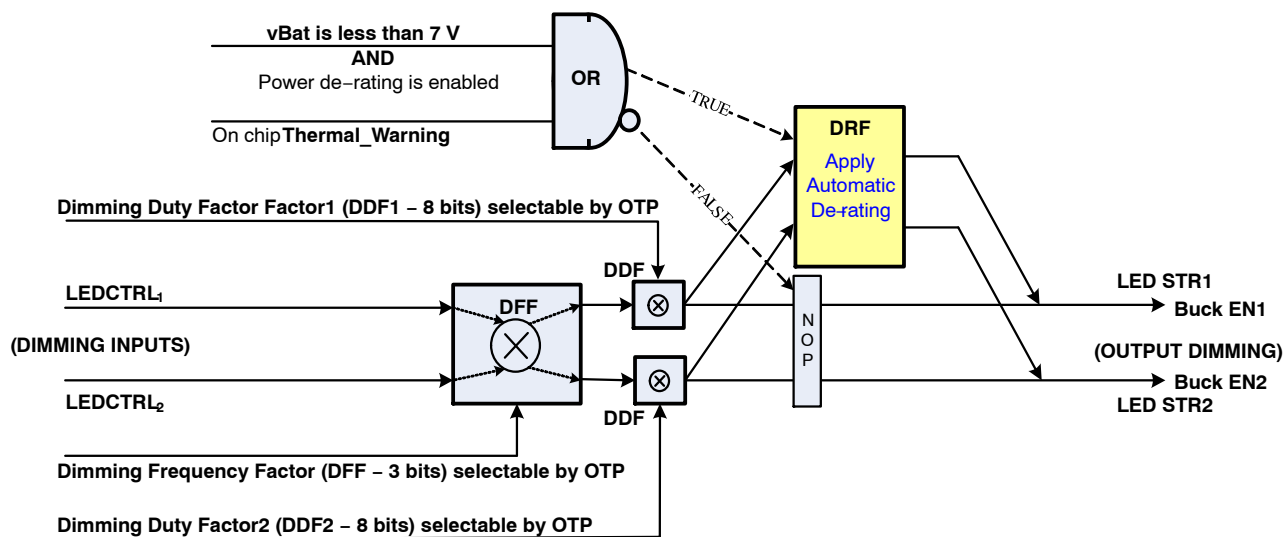 vBat is less than 7 V
AND
Power de−rating is enabled
OR
On chip Thermal_Warning
TRUE
FALSE
DRF
Apply
Automatic
De−rating
Dimming Duty Factor Factor1 (DDF1 − 8 bits) selectable by OTP
DDF
LEDCTRL1
DFF
NOP
LED STR1
Buck EN1
(DIMMING INPUTS)
(OUTPUT DIMMING)
LEDCTRL2
DDF
Buck EN2
LED STR2
Dimming Frequency Factor (DFF − 3 bits) selectable by OTP
Dimming Duty Factor2 (DDF2 − 8 bits) selectable by OTP